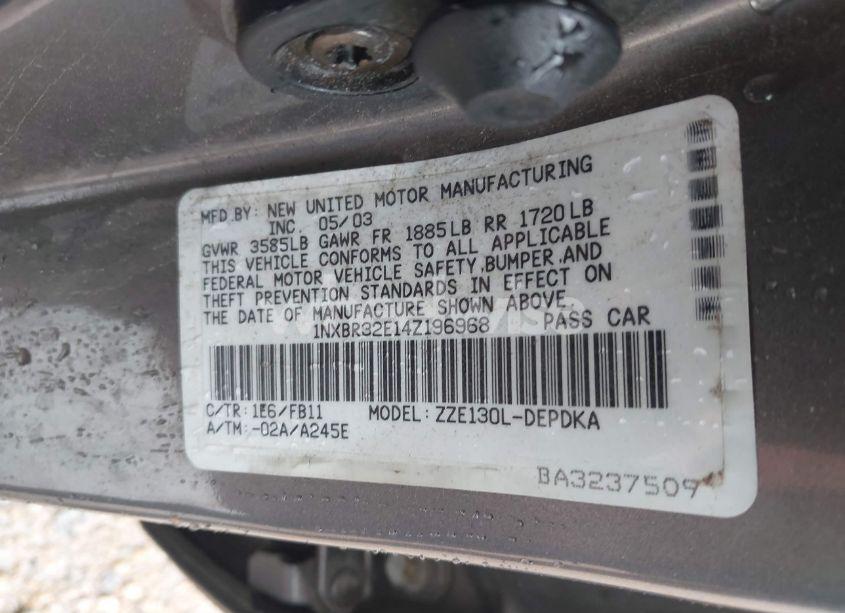 MFD.BY: NEW UNITED MOTOR MANUFACTURING
INC. 05/03
GVWR 3585LB GAWR FR 1885LB RR 1720LB
THIS VEHICLE CONFORMS TO ALL APPLICABLE
FEDERAL MOTOR VEHICLE SAFETY,BUMPER,AND
THEFT PREVENTION STANDARDS IN EFFECT ON
THE DATE OF MANUFACTURE SHOWN ABOVE.
1NXBR32E14Z196968 PASS CAR
C/TR:1E6/FB11 MODEL:ZZE130L-DEPDKA
A/TM:-02A/A245E
BA3237509